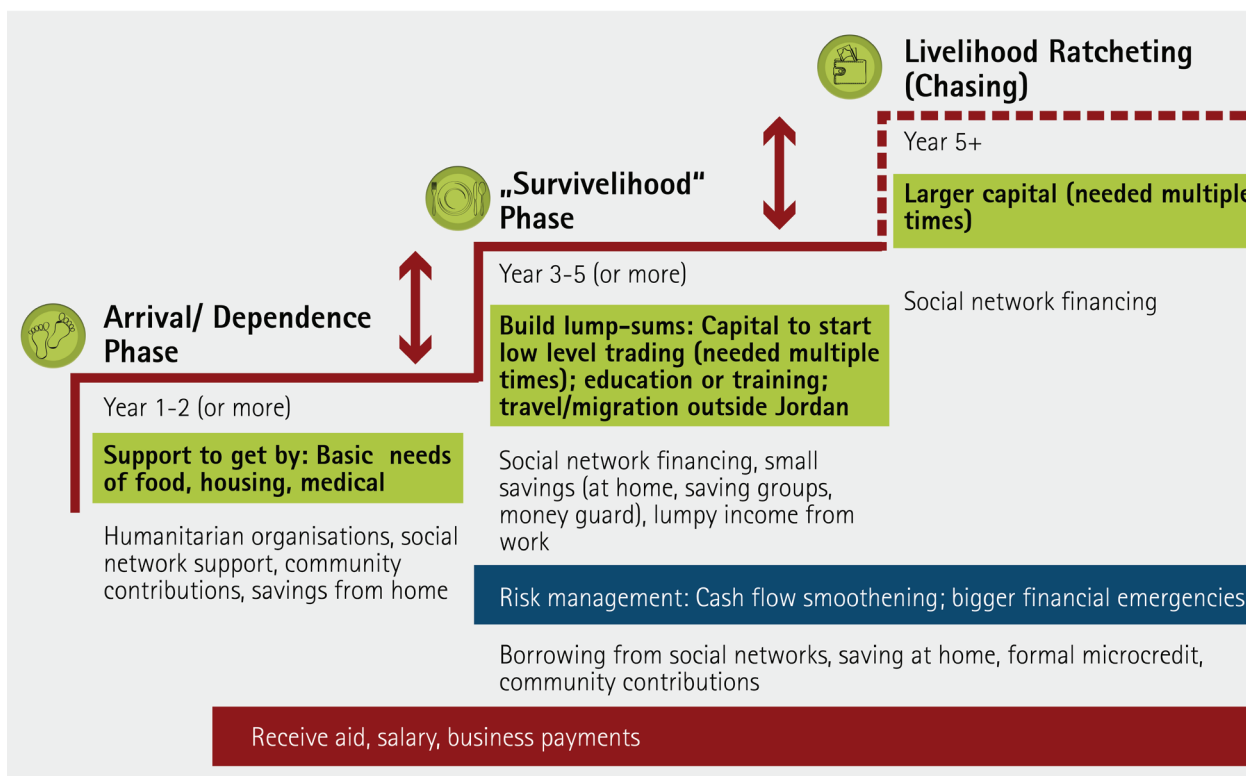 Livelihood Ratcheting
(Chasing)
Year 5+
Larger capital (needed multiple
times)
Social network financing
„Survivelihood“
Phase
Year 3-5 (or more)
Build lump-sums: Capital to start
low level trading (needed multiple
times); education or training;
travel/migration outside Jordan
Social network financing, small
savings (at home, saving groups,
money guard), lumpy income from
work
Arrival/ Dependence
Phase
Year 1-2 (or more)
Support to get by: Basic  needs
of food, housing, medical
Humanitarian organisations, social
network support, community
contributions, savings from home
Risk management: Cash flow smoothening; bigger financial emergencies
Borrowing from social networks, saving at home, formal microcredit,
community contributions
Receive aid, salary, business payments